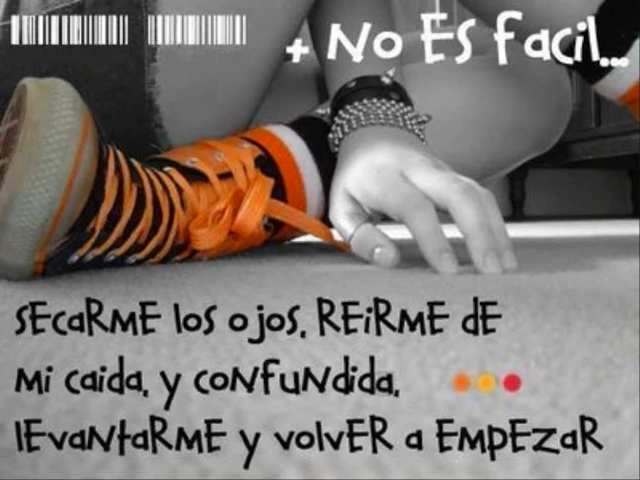 + No Es facil...
sEcaRmE los ojos, REiRmE dE
mi caida, y coNfuNdida,
lEvaNtaRmE y volvER a EmpEzaR